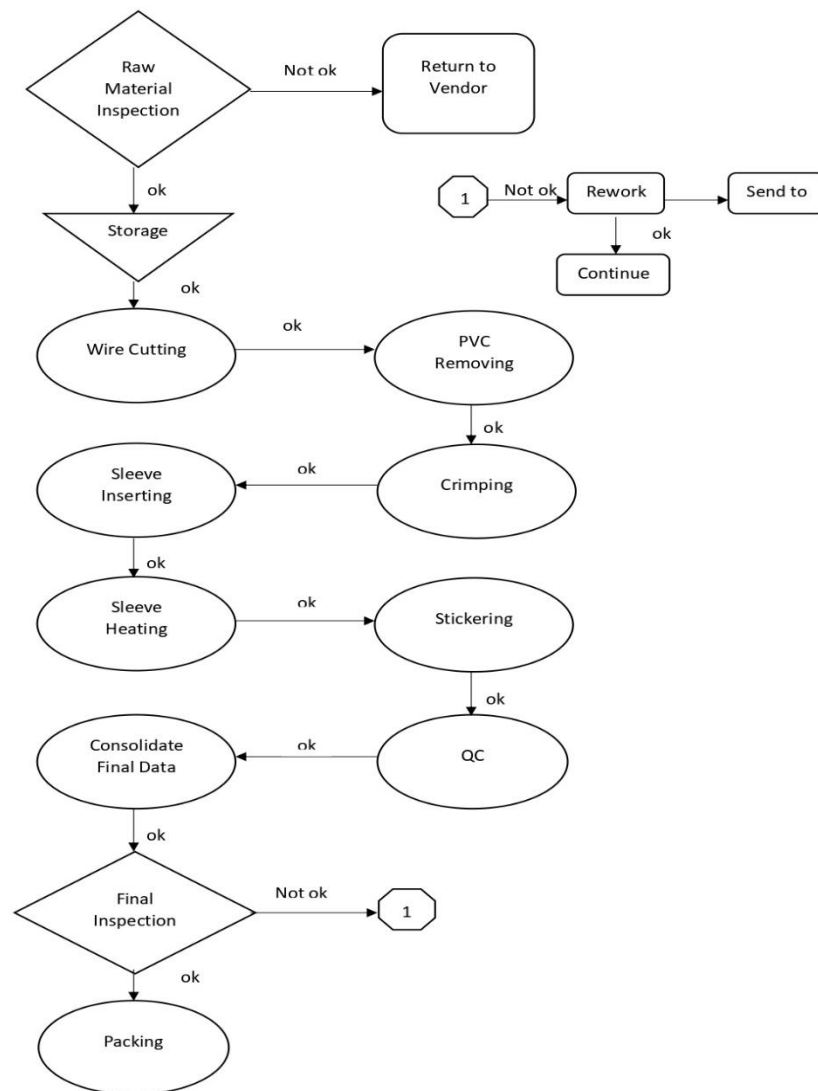 Raw
Material
Inspection
Not ok
Return to
Vendor
ok
1
Not ok
Rework
Send to
ok
Continue
Storage
ok
Wire Cutting
ok
PVC
Removing
ok
Sleeve
Inserting
ok
Crimping
ok
Sleeve
Heating
ok
Stickering
ok
Consolidate
Final Data
ok
QC
ok
Final
Inspection
Not ok
1
ok
Packing